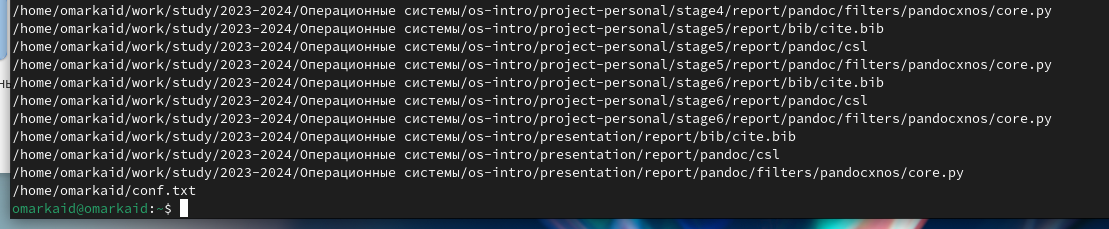 /home/omarkaid/work/study/2023-2024/Операционные системы/os-intro/project-personal/stage4/report/pandoc/filters/pandocxnos/core.py
/home/omarkaid/work/study/2023-2024/Операционные системы/os-intro/project-personal/stage5/report/bib/cite.bib
/home/omarkaid/work/study/2023-2024/Операционные системы/os-intro/project-personal/stage5/report/pandoc/csl
/home/omarkaid/work/study/2023-2024/Операционные системы/os-intro/project-personal/stage5/report/pandoc/filters/pandocxnos/core.py
/home/omarkaid/work/study/2023-2024/Операционные системы/os-intro/project-personal/stage6/report/bib/cite.bib
/home/omarkaid/work/study/2023-2024/Операционные системы/os-intro/project-personal/stage6/report/pandoc/csl
/home/omarkaid/work/study/2023-2024/Операционные системы/os-intro/project-personal/stage6/report/pandoc/filters/pandocxnos/core.py
/home/omarkaid/work/study/2023-2024/Операционные системы/os-intro/presentation/report/bib/cite.bib
/home/omarkaid/work/study/2023-2024/Операционные системы/os-intro/presentation/report/pandoc/csl
/home/omarkaid/work/study/2023-2024/Операционные системы/os-intro/presentation/report/pandoc/filters/pandocxnos/core.py
/home/omarkaid/conf.txt
omarkaid@omarkaid:~$